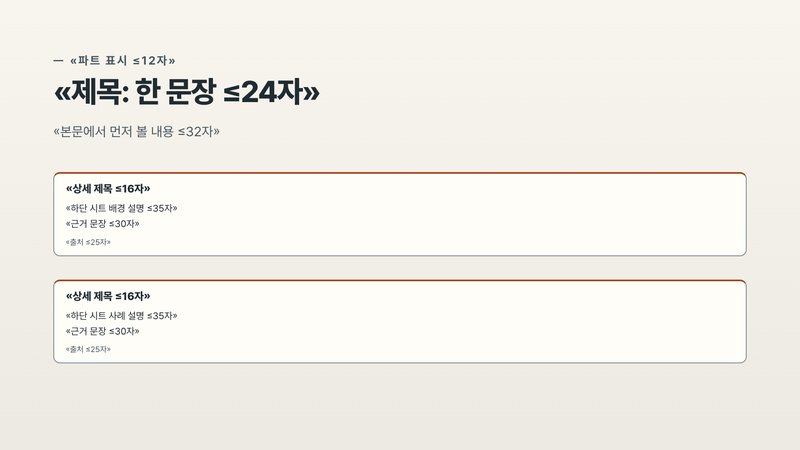 — «파트 표시 ≤12자»
«제목: 한 문장 ≤24자»
«본문에서 먼저 볼 내용 ≤32자»
«상세 제목 ≤16자»
«하단 시트 배경 설명 ≤35자»
«근거 문장 ≤30자»
«출처 ≤25자»
«상세 제목 ≤16자»
«하단 시트 사례 설명 ≤35자»
«근거 문장 ≤30자»
«출처 ≤25자»